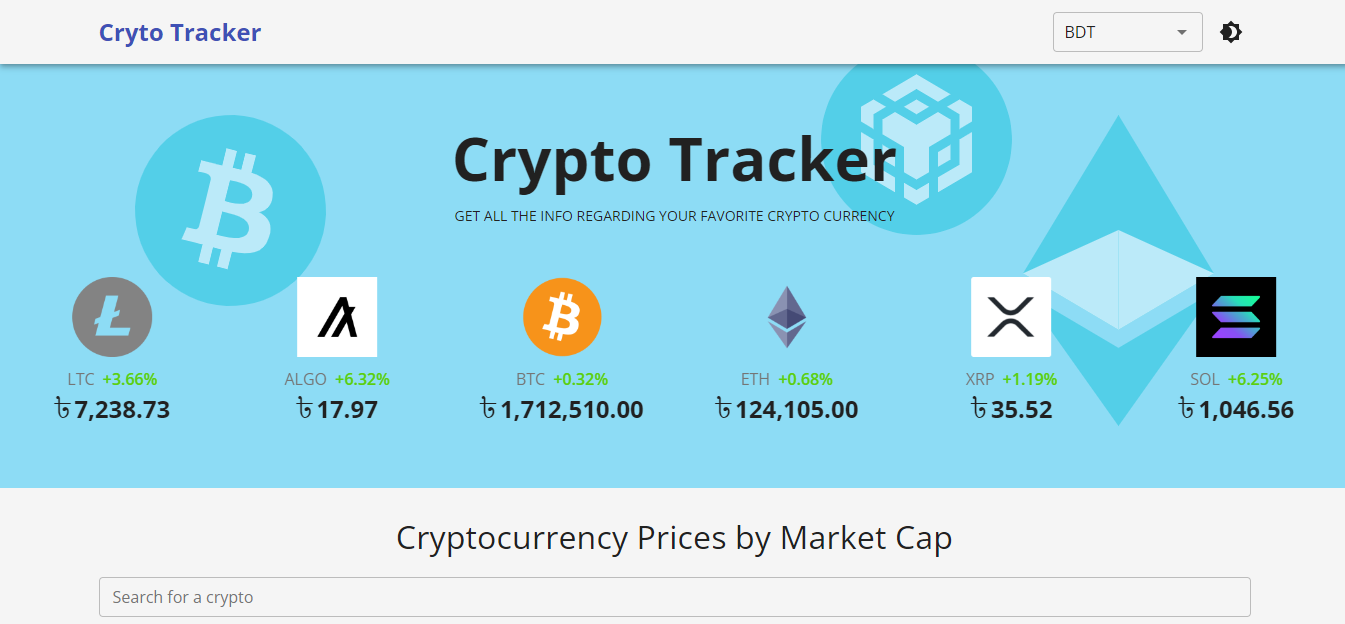 Cryto Tracker
BDT
Crypto Tracker
GET ALL THE INFO REGARDING YOUR FAVORITE CRYPTO CURRENCY
LTC +3.66%
৳ 7,238.73
ALGO +6.32%
৳ 17.97
BTC +0.32%
৳ 1,712,510.00
ETH +0.68%
৳ 124,105.00
XRP +1.19%
৳ 35.52
SOL +6.25%
৳ 1,046.56
Cryptocurrency Prices by Market Cap
Search for a crypto